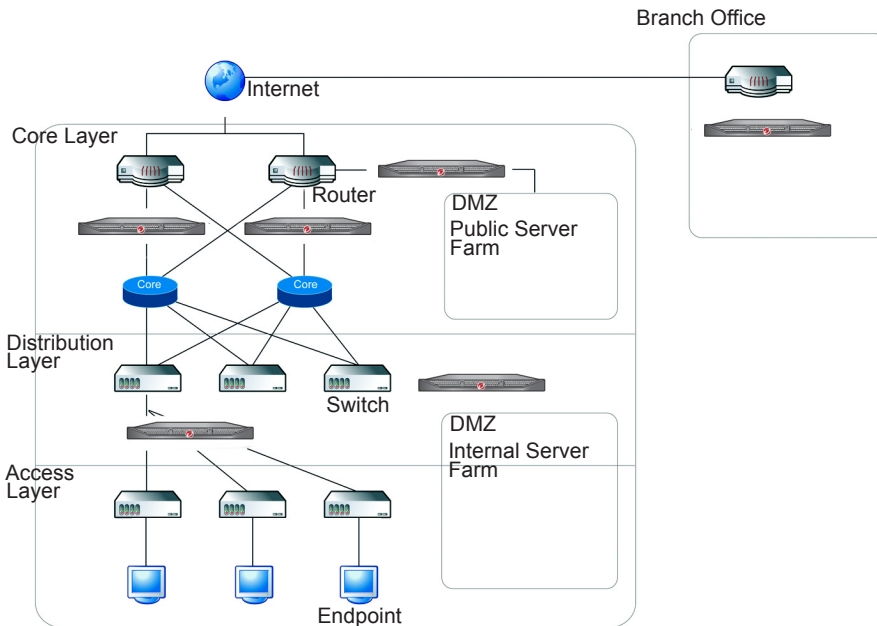 Branch Office
Internet
Core Layer
Router
DMZ
Public Server
Farm
Core
Core
Distribution
Layer
Switch
DMZ
Internal Server
Farm
Access
Layer
Endpoint